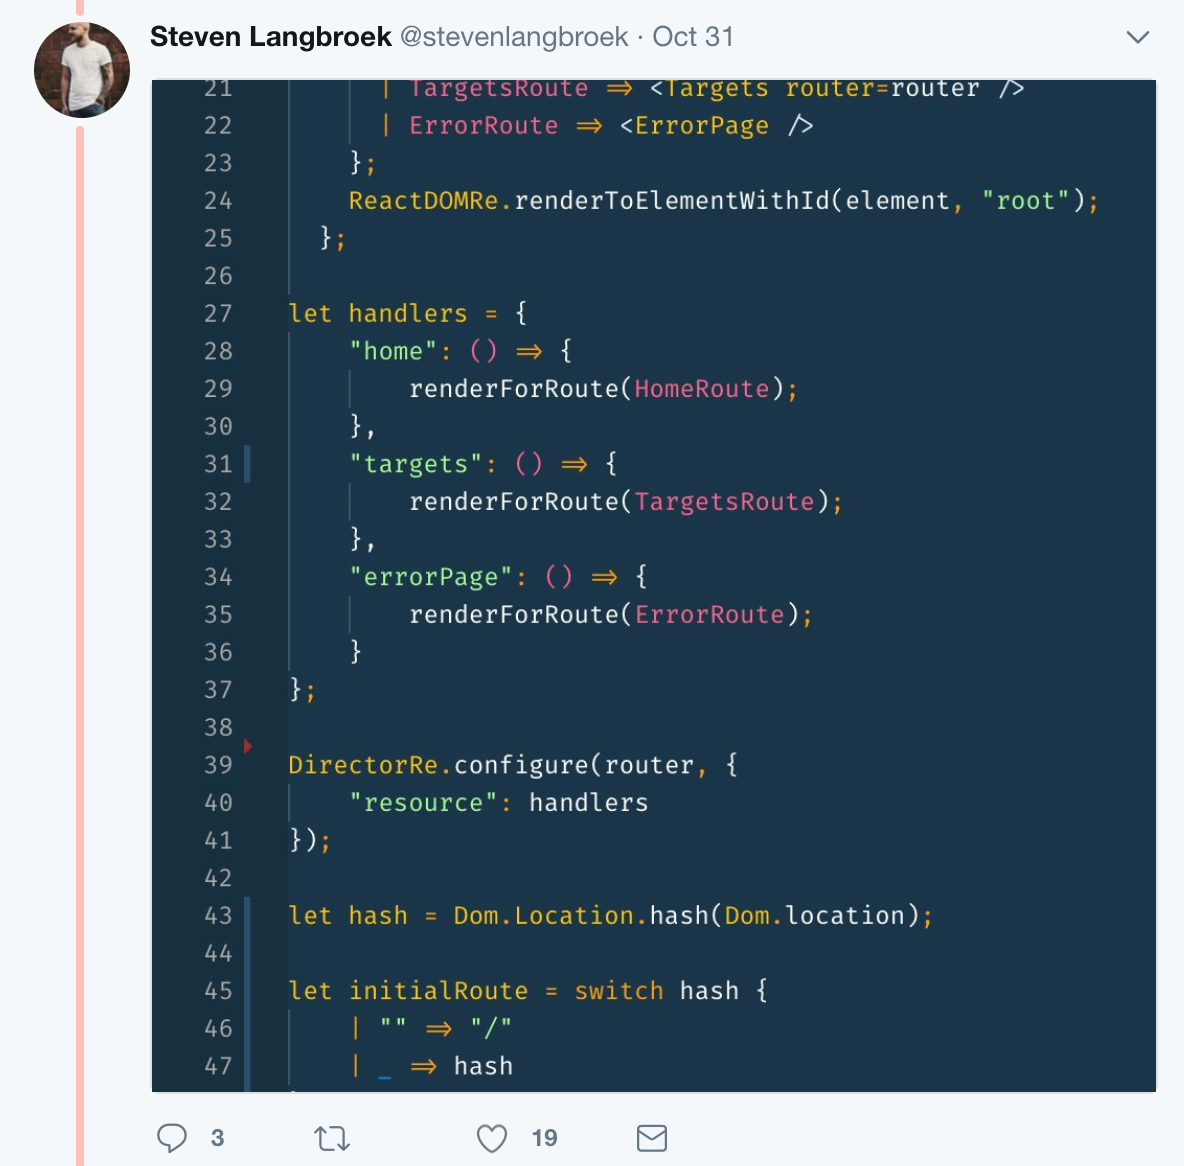 Steven Langbroek @stevenlangbroek · Oct 31
21 | TargetsRoute => <Targets router=router />
22 | ErrorRoute => <ErrorPage />
23 };
24 ReactDOMRe.renderToElementWithId(element, "root");
25 };
26
27 let handlers = {
28 "home": () => {
29 renderForRoute(HomeRoute);
30 },
31 "targets": () => {
32 renderForRoute(TargetsRoute);
33 },
34 "errorPage": () => {
35 renderForRoute(ErrorRoute);
36 }
37 };
38
39 DirectorRe.configure(router, {
40 "resource": handlers
41 });
42
43 let hash = Dom.Location.hash(Dom.location);
44
45 let initialRoute = switch hash {
46 | "" => "/"
47 | _ => hash
3 19